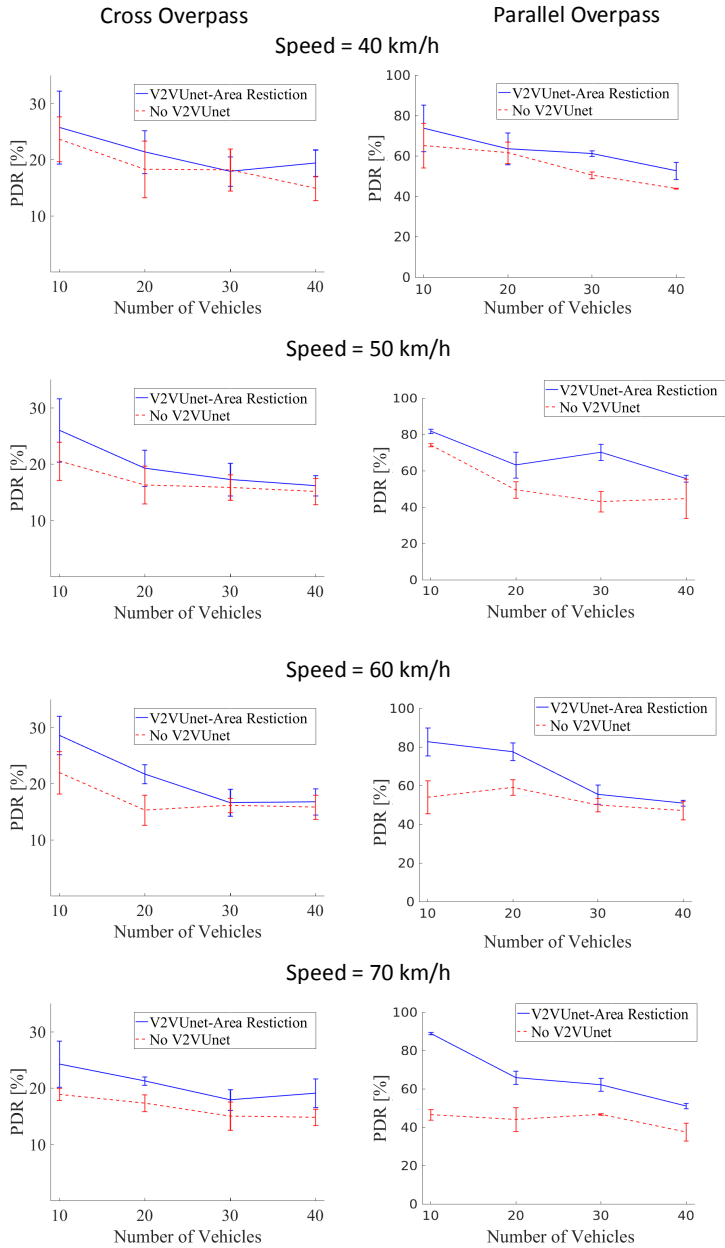 Cross Overpass
Parallel Overpass
Speed = 40 km/h
V2VUnet-Area Restiction
No V2VUnet
PDR [%]
30
20
10
10 20 30 40
Number of Vehicles
V2VUnet-Area Restiction
No V2VUnet
PDR [%]
100
80
60
40
20
0
10 20 30 40
Number of Vehicles
Speed = 50 km/h
V2VUnet-Area Restiction
No V2VUnet
PDR [%]
30
20
10
10 20 30 40
Number of Vehicles
V2VUnet-Area Restiction
No V2VUnet
PDR [%]
100
80
60
40
20
0
10 20 30 40
Number of Vehicles
Speed = 60 km/h
V2VUnet-Area Restiction
No V2VUnet
PDR [%]
30
20
10
10 20 30 40
Number of Vehicles
V2VUnet-Area Restiction
No V2VUnet
PDR [%]
100
80
60
40
20
0
10 20 30 40
Number of Vehicles
Speed = 70 km/h
V2VUnet-Area Restiction
No V2VUnet
PDR [%]
30
20
10
10 20 30 40
Number of Vehicles
V2VUnet-Area Restiction
No V2VUnet
PDR [%]
100
80
60
40
20
0
10 20 30 40
Number of Vehicles